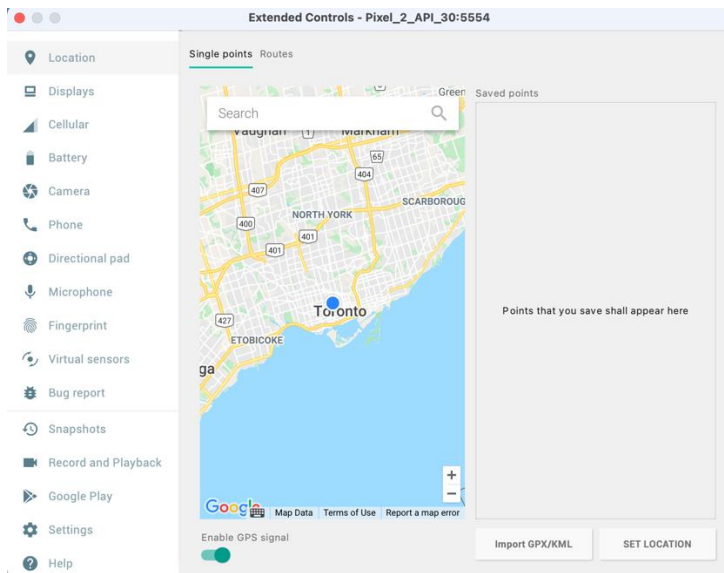 Extended Controls - Pixel_2_API_30:5554
Location
Displays
Cellular
Battery
Camera
Phone
Directional pad
Microphone
Fingerprint
Virtual sensors
Bug report
Snapshots
Record and Playback
Google Play
Settings
Help
Single points Routes
Search
Green
Vaughan 1 Markham
65
404
407
SCARBOROUG
NORTH YORK
400
401
401
Toronto
427
ETOBICOKE
ga
+
−
Google Map Data Terms of Use Report a map error
Enable GPS signal
Saved points
Points that you save shall appear here
Import GPX/KML SET LOCATION